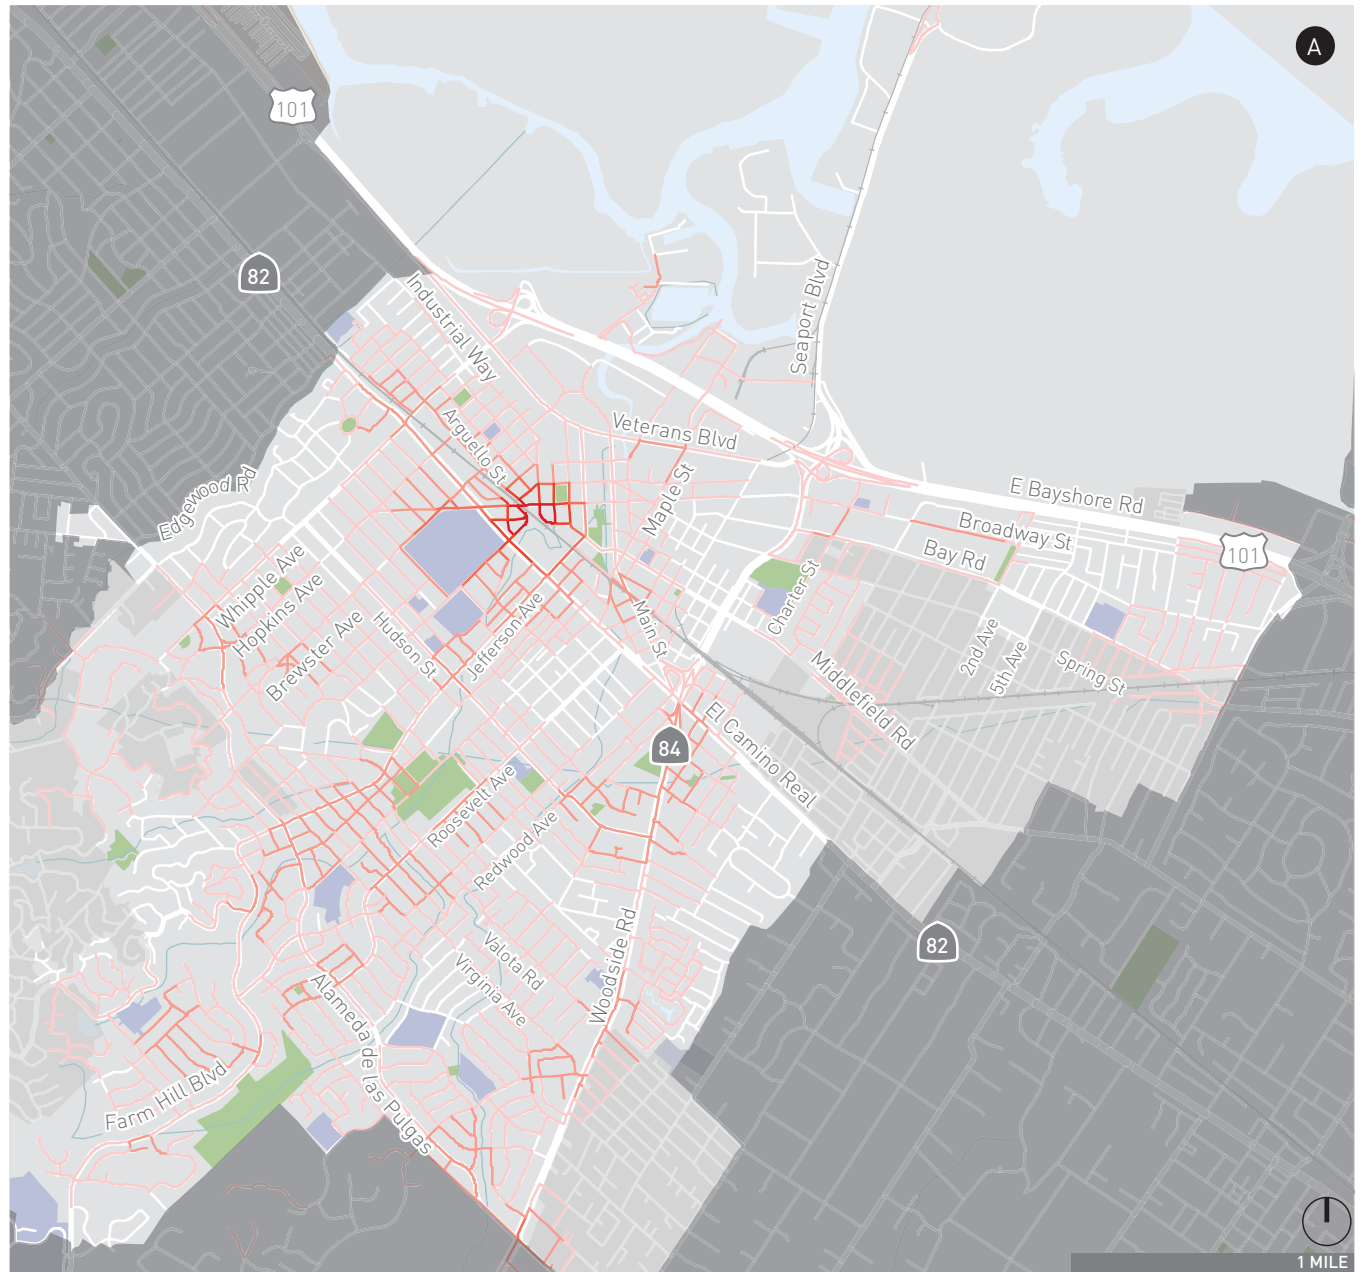 A
101
82
Industrial Way
Seaport Blvd
Arguello St
Veterans Blvd
Maple St
Edgewood Rd
E Bayshore Rd
Broadway St
Bay Rd
101
Whipple Ave
Hopkins Ave
Brewster Ave
Hudson St
Jefferson Ave
Main St
Charter St
2nd Ave
5th Ave
Spring St
Middlefield Rd
El Camino Real
84
Roosevelt Ave
Redwood Ave
Valota Rd
Virginia Ave
Woodside Rd
82
Alameda de las Pulgas
Farm Hill Blvd
1 MILE